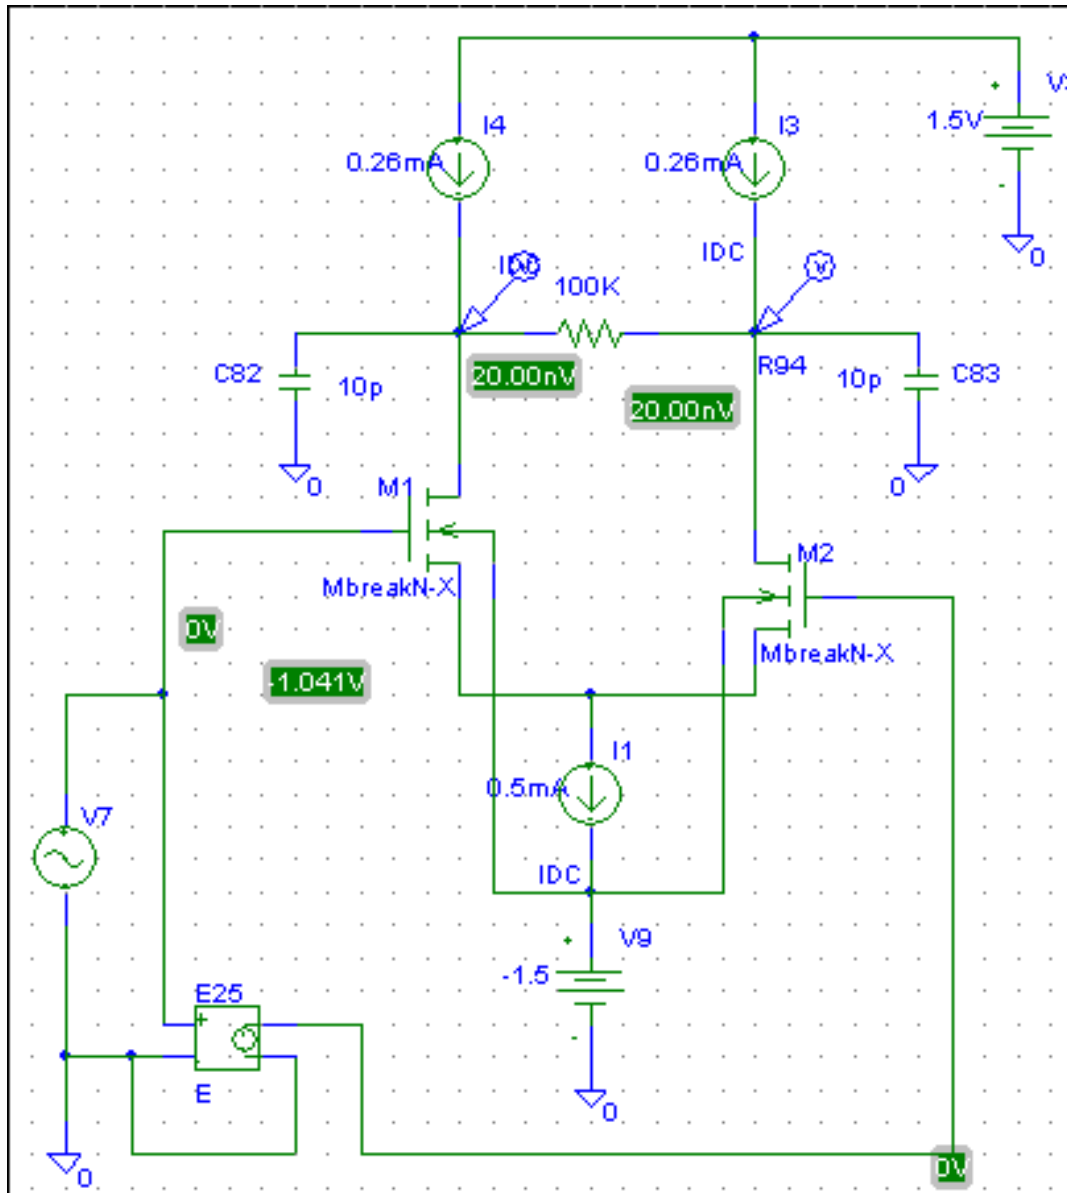 I4
I3
V
1.5V
+
0.26mA
0.26mA
-
0
IDC
100K
C82
10p
20.00nV
R94
10p
C83
20.00nV
0
0
M1
M2
MbreakN-X
MbreakN-X
0V
-1.041V
I1
0.5mA
V7
+
IDC
+
V9
-1.5
E25
+
-
-
E
0
0
0V